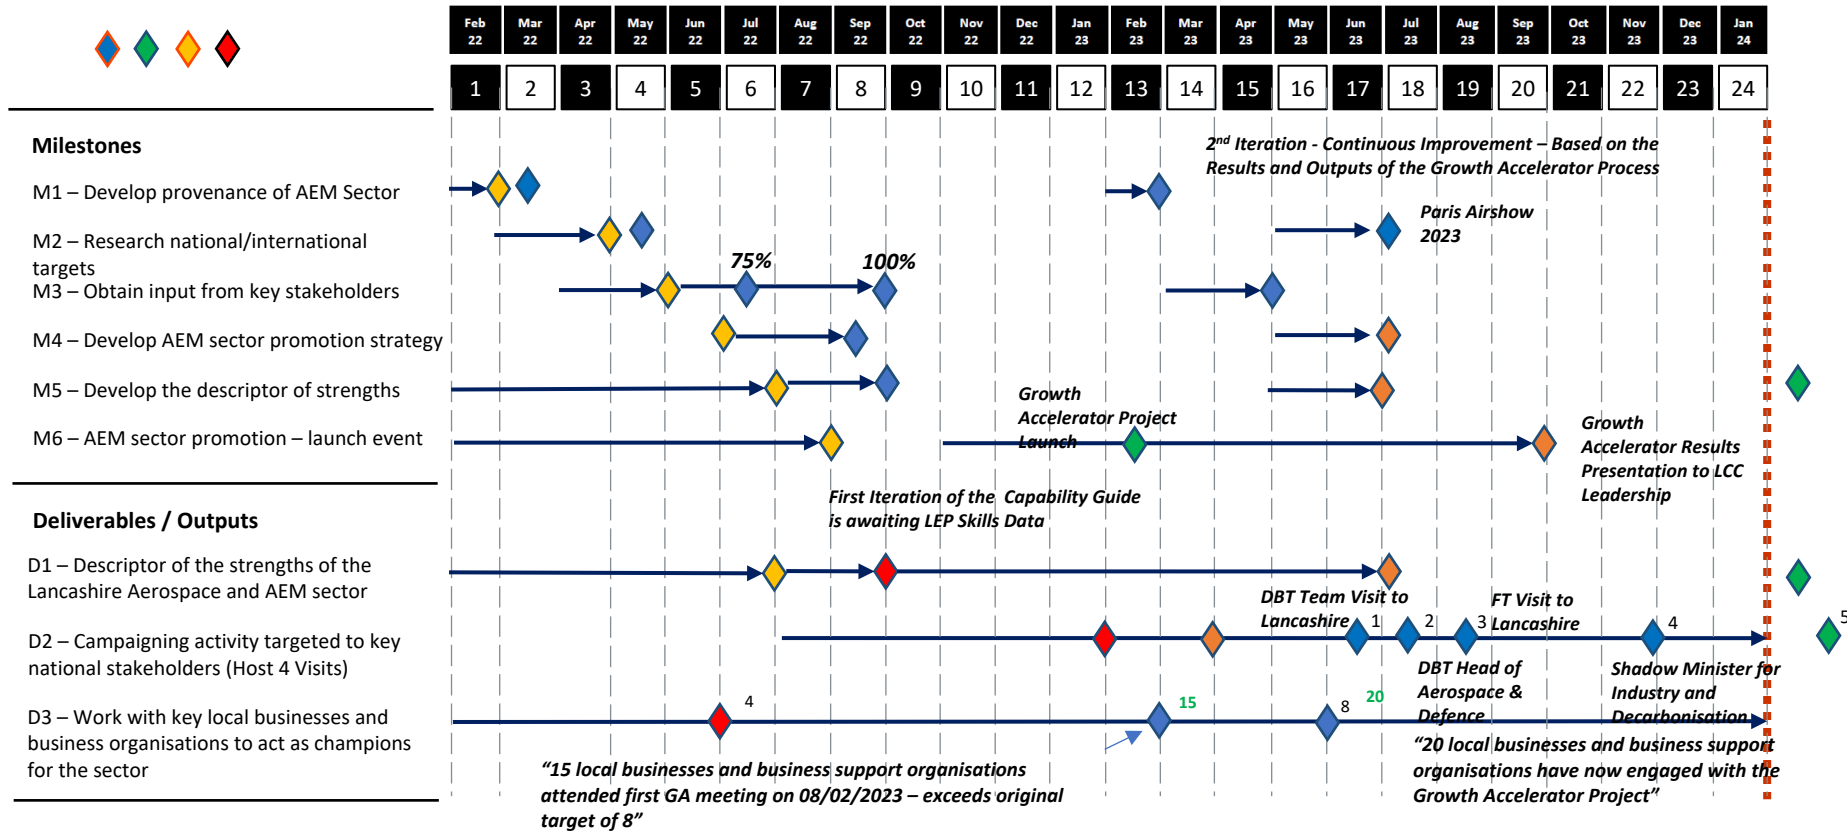 Feb 22 Mar 22 Apr 22 May 22 Jun 22 Jul 22 Aug 22 Sep 22 Oct 22 Nov 22 Dec 22 Jan 23 Feb 23 Mar 23 Apr 23 May 23 Jun 23 Jul 23 Aug 23 Sep 23 Oct 23 Nov 23 Dec 23 Jan 24
1 2 3 4 5 6 7 8 9 10 11 12 13 14 15 16 17 18 19 20 21 22 23 24
Milestones
2nd Iteration - Continuous Improvement – Based on the
Results and Outputs of the Growth Accelerator Process
M1 – Develop provenance of AEM Sector
M2 – Research national/international
targets
Paris Airshow
2023
75%
100%
M3 – Obtain input from key stakeholders
M4 – Develop AEM sector promotion strategy
M5 – Develop the descriptor of strengths
Growth
Accelerator Project
Launch
M6 – AEM sector promotion – launch event
Growth
Accelerator Results
Presentation to LCC
Leadership
First Iteration of the Capability Guide
is awaiting LEP Skills Data
Deliverables / Outputs
D1 – Descriptor of the strengths of the
Lancashire Aerospace and AEM sector
DBT Team Visit to
Lancashire
FT Visit to
Lancashire
1
2
3
4
5
D2 – Campaigning activity targeted to key
national stakeholders (Host 4 Visits)
DBT Head of
Aerospace &
Defence
Shadow Minister for
Industry and
Decarbonisation
4
15
8
20
D3 – Work with key local businesses and
business organisations to act as champions
for the sector
“15 local businesses and business support organisations
attended first GA meeting on 08/02/2023 – exceeds original
target of 8”
“20 local businesses and business support
organisations have now engaged with the
Growth Accelerator Project”